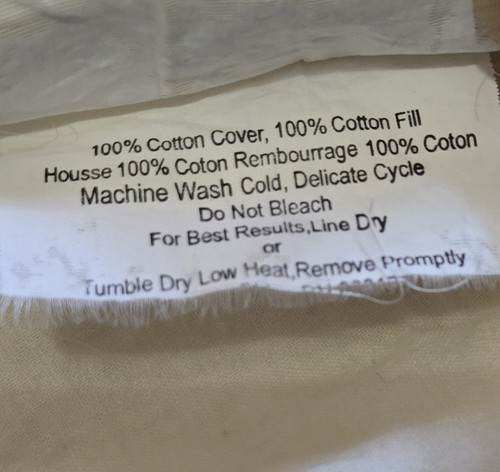 100% Cotton Cover, 100% Cotton Fill
Housse 100% Coton Rembourrage 100% Coton
Machine Wash Cold, Delicate Cycle
Do Not Bleach
For Best Results,Line Dry
or
Tumble Dry Low Heat,Remove Promptly